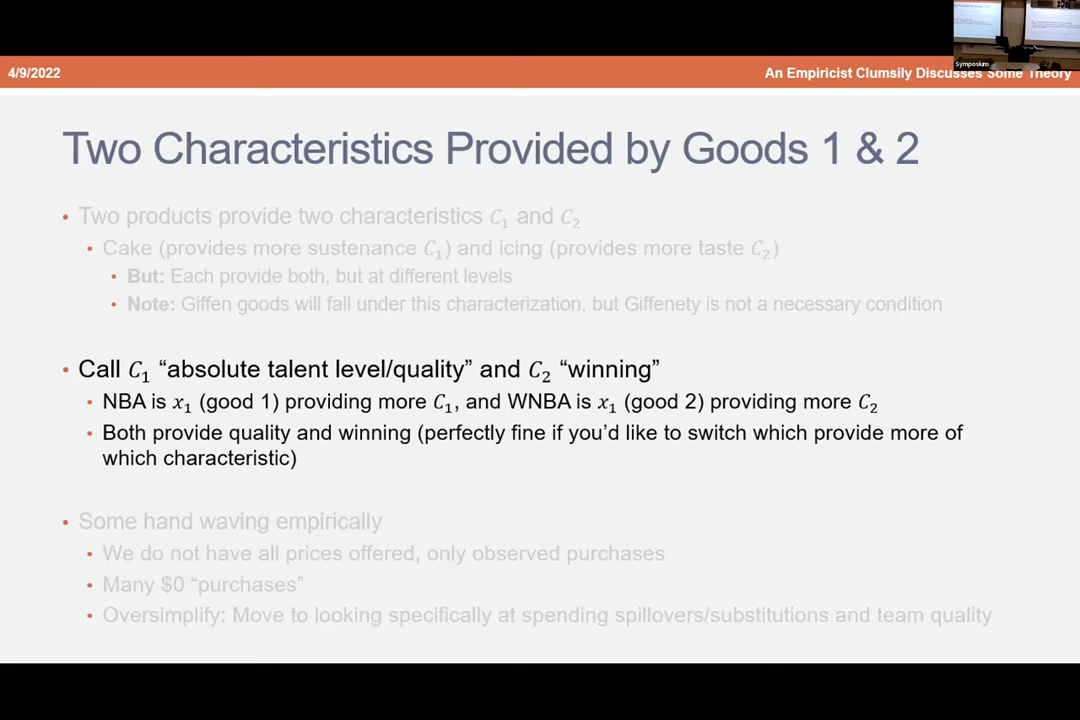 Symposium
4/9/2022
An Empiricist Clumsily Discusses Some Theory
Two Characteristics Provided by Goods 1 & 2
• Two products provide two characteristics C₁ and C₂
• Cake (provides more sustenance C₁) and icing (provides more taste C₂)
• But: Each provide both, but at different levels
• Note: Giffen goods will fall under this characterization, but Giffenety is not a necessary condition
• Call C₁ “absolute talent level/quality” and C₂ “winning”
• NBA is x₁ (good 1) providing more C₁, and WNBA is x₁ (good 2) providing more C₂
• Both provide quality and winning (perfectly fine if you’d like to switch which provide more of
which characteristic)
• Some hand waving empirically
• We do not have all prices offered, only observed purchases
• Many $0 “purchases”
• Oversimplify: Move to looking specifically at spending spillovers/substitutions and team quality